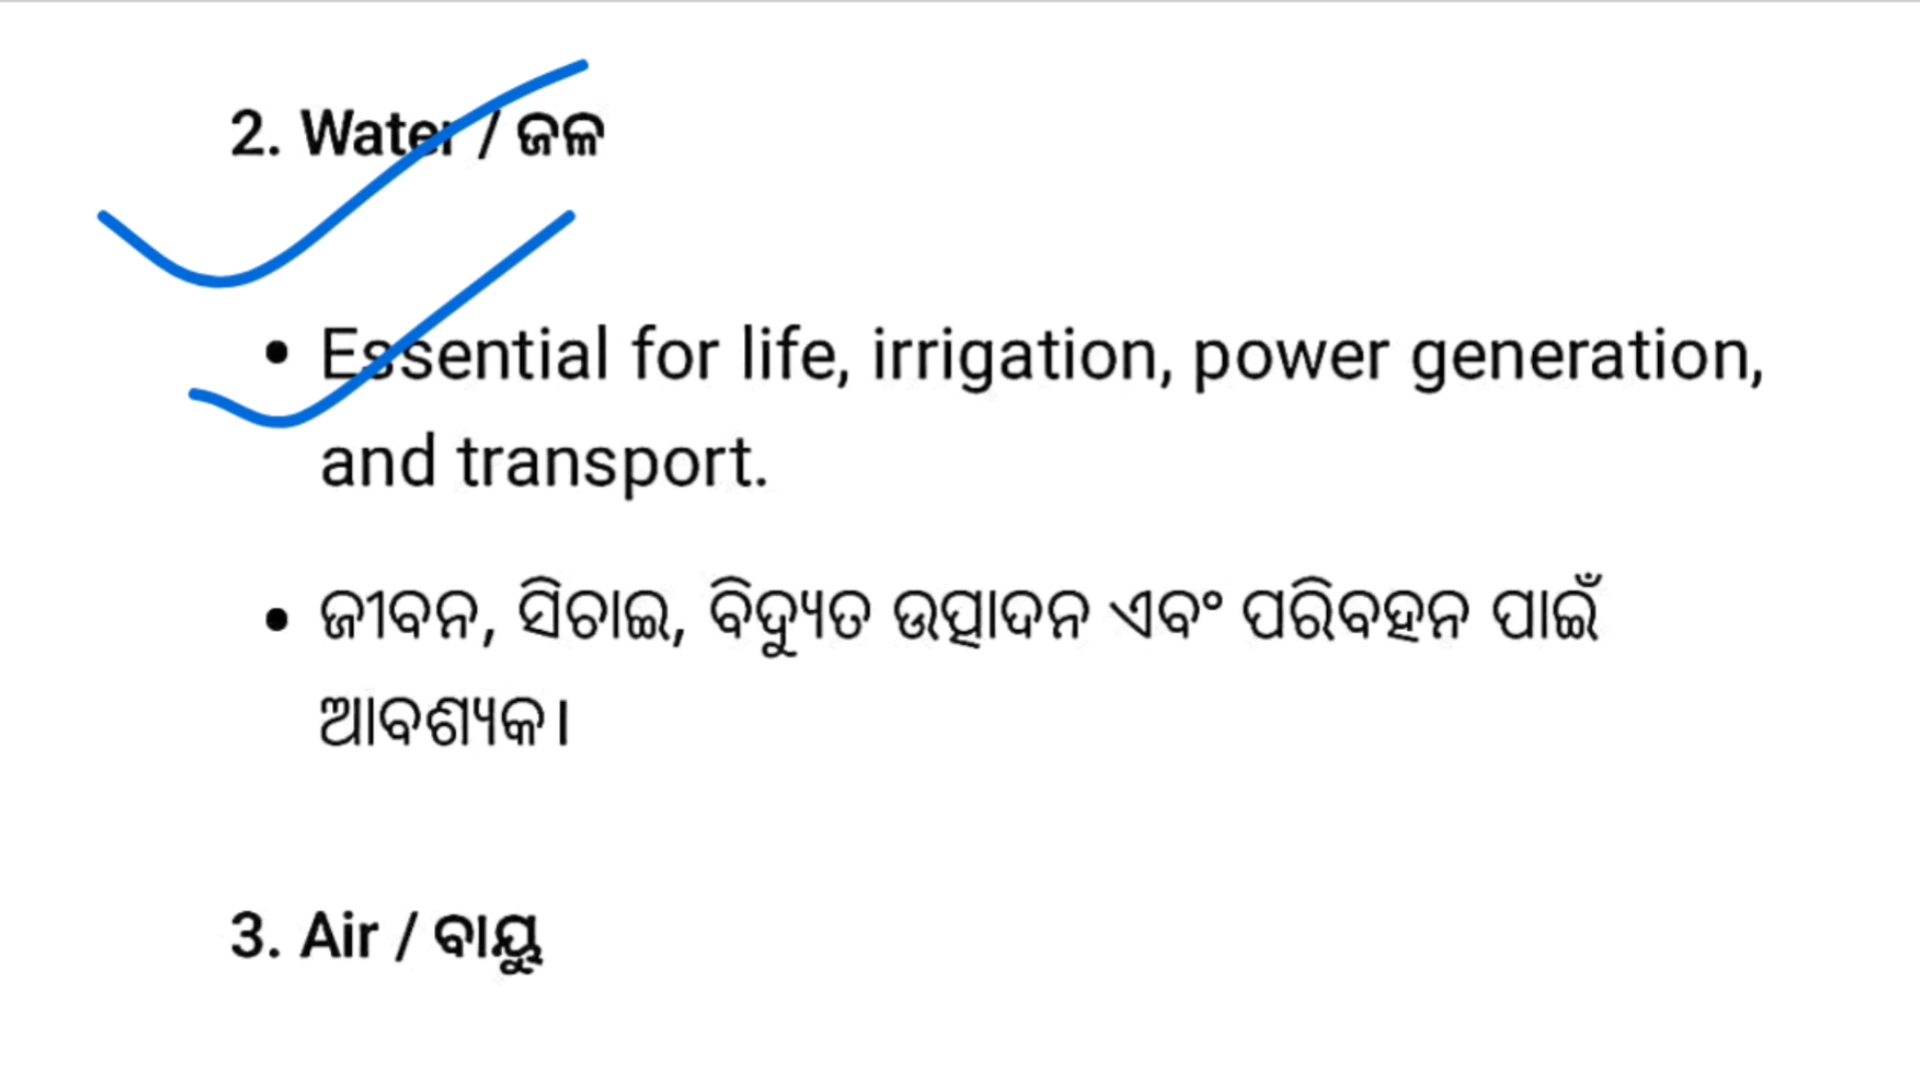 2. Water / ଜଳ
• Essential for life, irrigation, power generation,
and transport.
• ଜୀବନ, ସିଚାଇ, ବିଦ୍ୟୁତ ଉତ୍ପାଦନ ଏବଂ ପରିବହନ ପାଇଁ
ଆବଶ୍ୟକ।
3. Air / ବାୟୁ